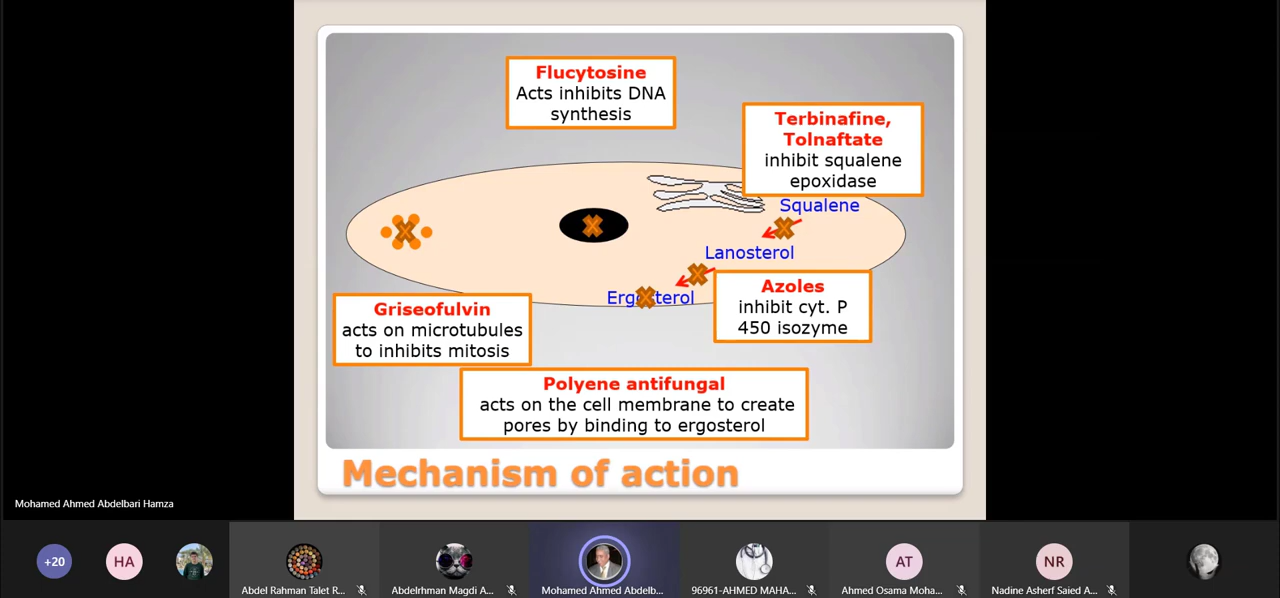 Flucytosine
Acts inhibits DNA
synthesis
Terbinafine,
Tolnaftate
inhibit squalene
epoxidase
Squalene
Lanosterol
Ergosterol
Azoles
inhibit cyt. P
450 isozyme
Griseofulvin
acts on microtubules
to inhibits mitosis
Polyene antifungal
acts on the cell membrane to create
pores by binding to ergosterol
Mechanism of action
Mohamed Ahmed Abdelbari Hamza
+20
HA
AT
NR
Abdel Rahman Talet R...
Abdelrhman Magdi A...
Mohamed Ahmed Abdelb...
96961-AHMED MAHA...
Ahmed Osama Moha...
Nadine Asherf Saied A...